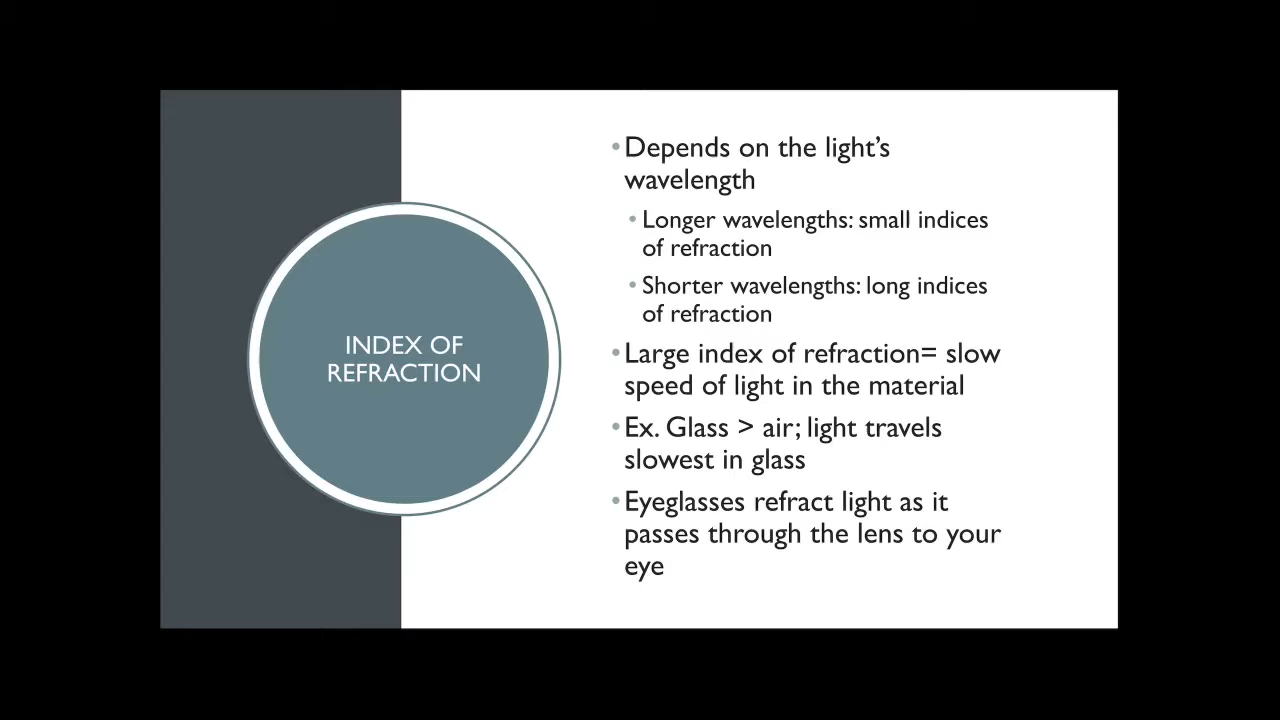 INDEX OF
REFRACTION
•Depends on the light’s
wavelength
•Longer wavelengths: small indices
of refraction
•Shorter wavelengths: long indices
of refraction
•Large index of refraction= slow
speed of light in the material
•Ex. Glass > air; light travels
slowest in glass
•Eyeglasses refract light as it
passes through the lens to your
eye